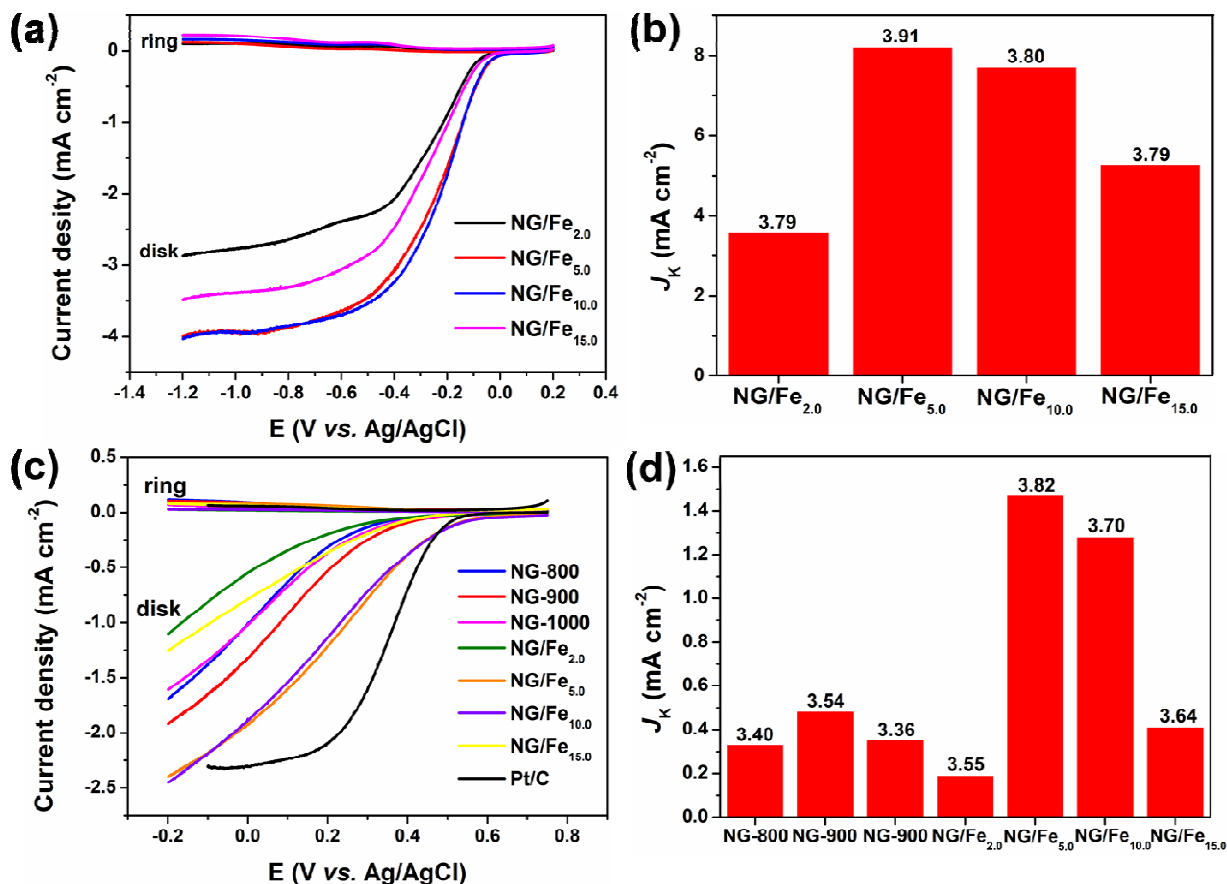 (a)
ring
disk
Current desity (mA cm-2)
0
-1
-2
-3
-4
NG/Fe2.0
NG/Fe5.0
NG/Fe10.0
NG/Fe15.0
-1.4 -1.2 -1.0 -0.8 -0.6 -0.4 -0.2 0.0 0.2 0.4
E (V vs. Ag/AgCl)
(b)
JK (mA cm-2)
8
6
4
2
0
3.79 3.91 3.80 3.79
NG/Fe2.0 NG/Fe5.0 NG/Fe10.0 NG/Fe15.0
(c)
ring
disk
Current density (mA cm-2)
0.5
0.0
-0.5
-1.0
-1.5
-2.0
-2.5
NG-800
NG-900
NG-1000
NG/Fe2.0
NG/Fe5.0
NG/Fe10.0
NG/Fe15.0
Pt/C
-0.2 0.0 0.2 0.4 0.6 0.8
E (V vs. Ag/AgCl)
(d)
JK (mA cm-2)
1.6
1.4
1.2
1.0
0.8
0.6
0.4
0.2
0.0
3.40 3.54 3.36 3.55 3.82 3.70 3.64
NG-800 NG-900 NG-900 NG/Fe2.0 NG/Fe5.0 NG/Fe10.0 NG/Fe15.0